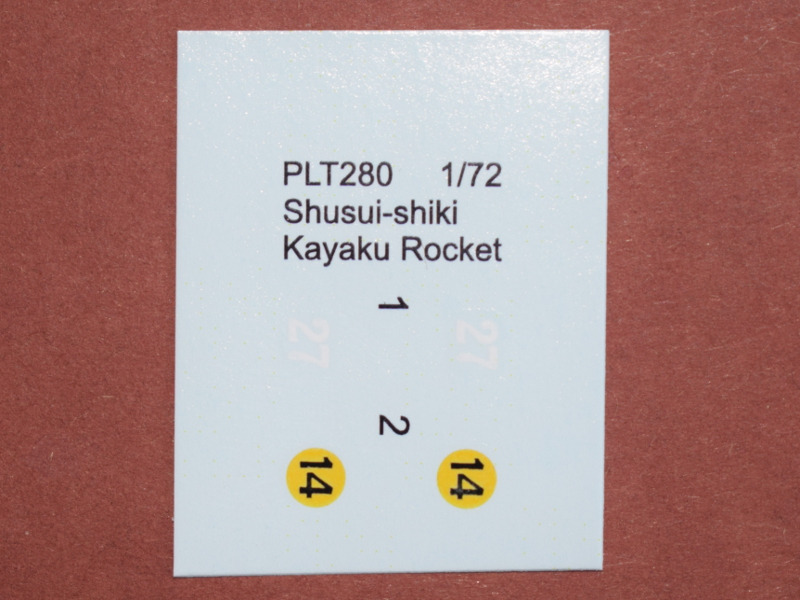 PLT280 1/72
Shusui-shiki
Kayaku Rocket
1
27 27
2
14 14